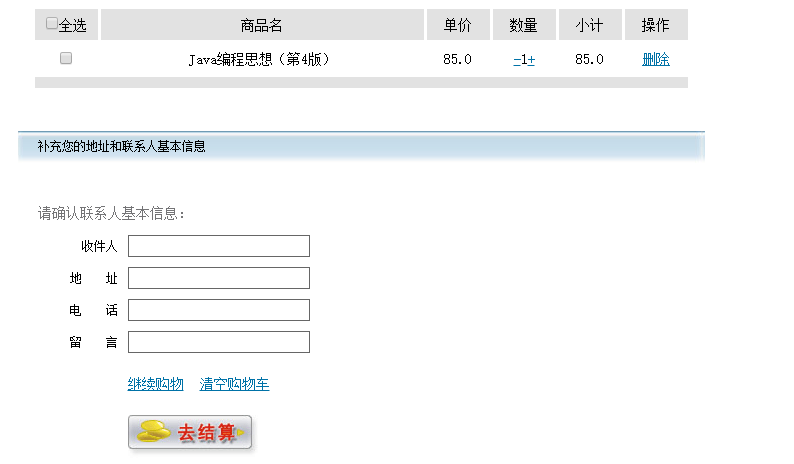 全选 商品名 单价 数量 小计 操作
Java编程思想（第4版） 85.0 -1+ 85.0 删除
补充您的地址和联系人基本信息
请确认联系人基本信息：
收件人
地 址
电 话
留 言
继续购物 清空购物车
去结算